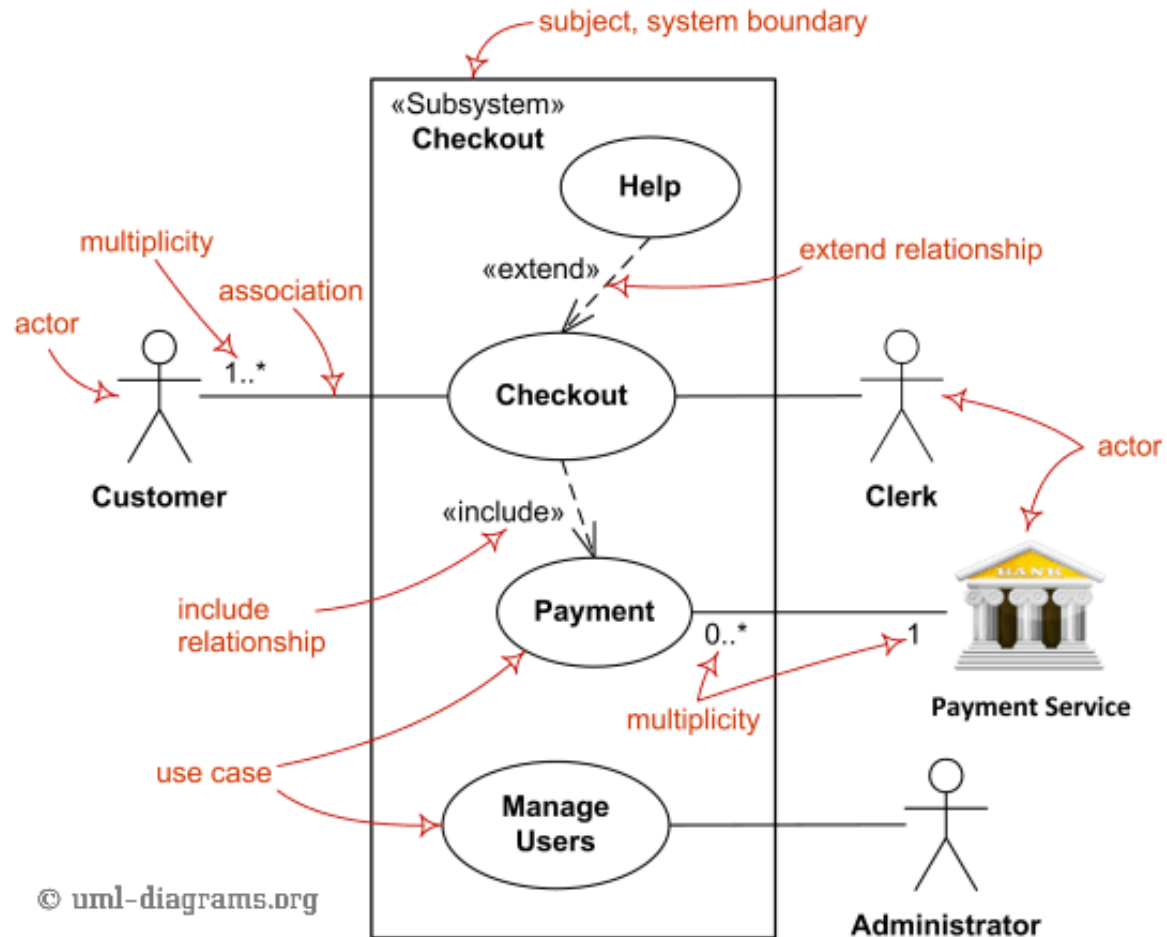 subject, system boundary
«Subsystem»
Checkout
Help
multiplicity
«extend»
extend relationship
association
actor
1..*
Checkout
actor
Customer
Clerk
«include»
BANK
include
relationship
Payment
0..*
1
multiplicity
Payment Service
use case
Manage
Users
© uml-diagrams.org
Administrator